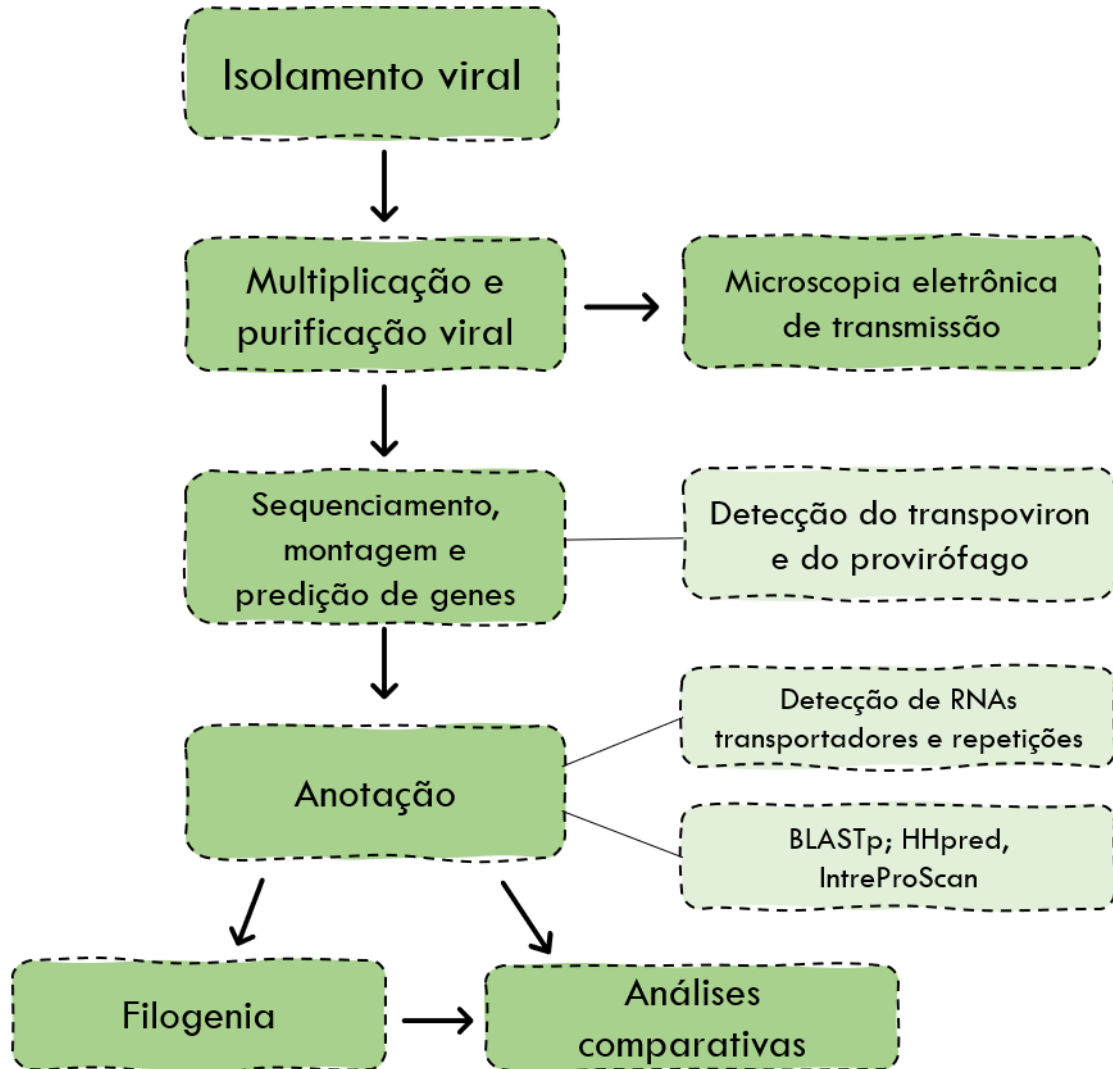 Isolamento viral
Multiplicação e
purificação viral
Microscopia eletrônica
de transmissão
Sequenciamento,
montagem e
predição de genes
Detecção do transpoviron
e do provirófago
Anotação
Detecção de RNAs
transportadores e repetições
BLASTp; HHpred,
IntreProScan
Filogenia
Análises
comparativas